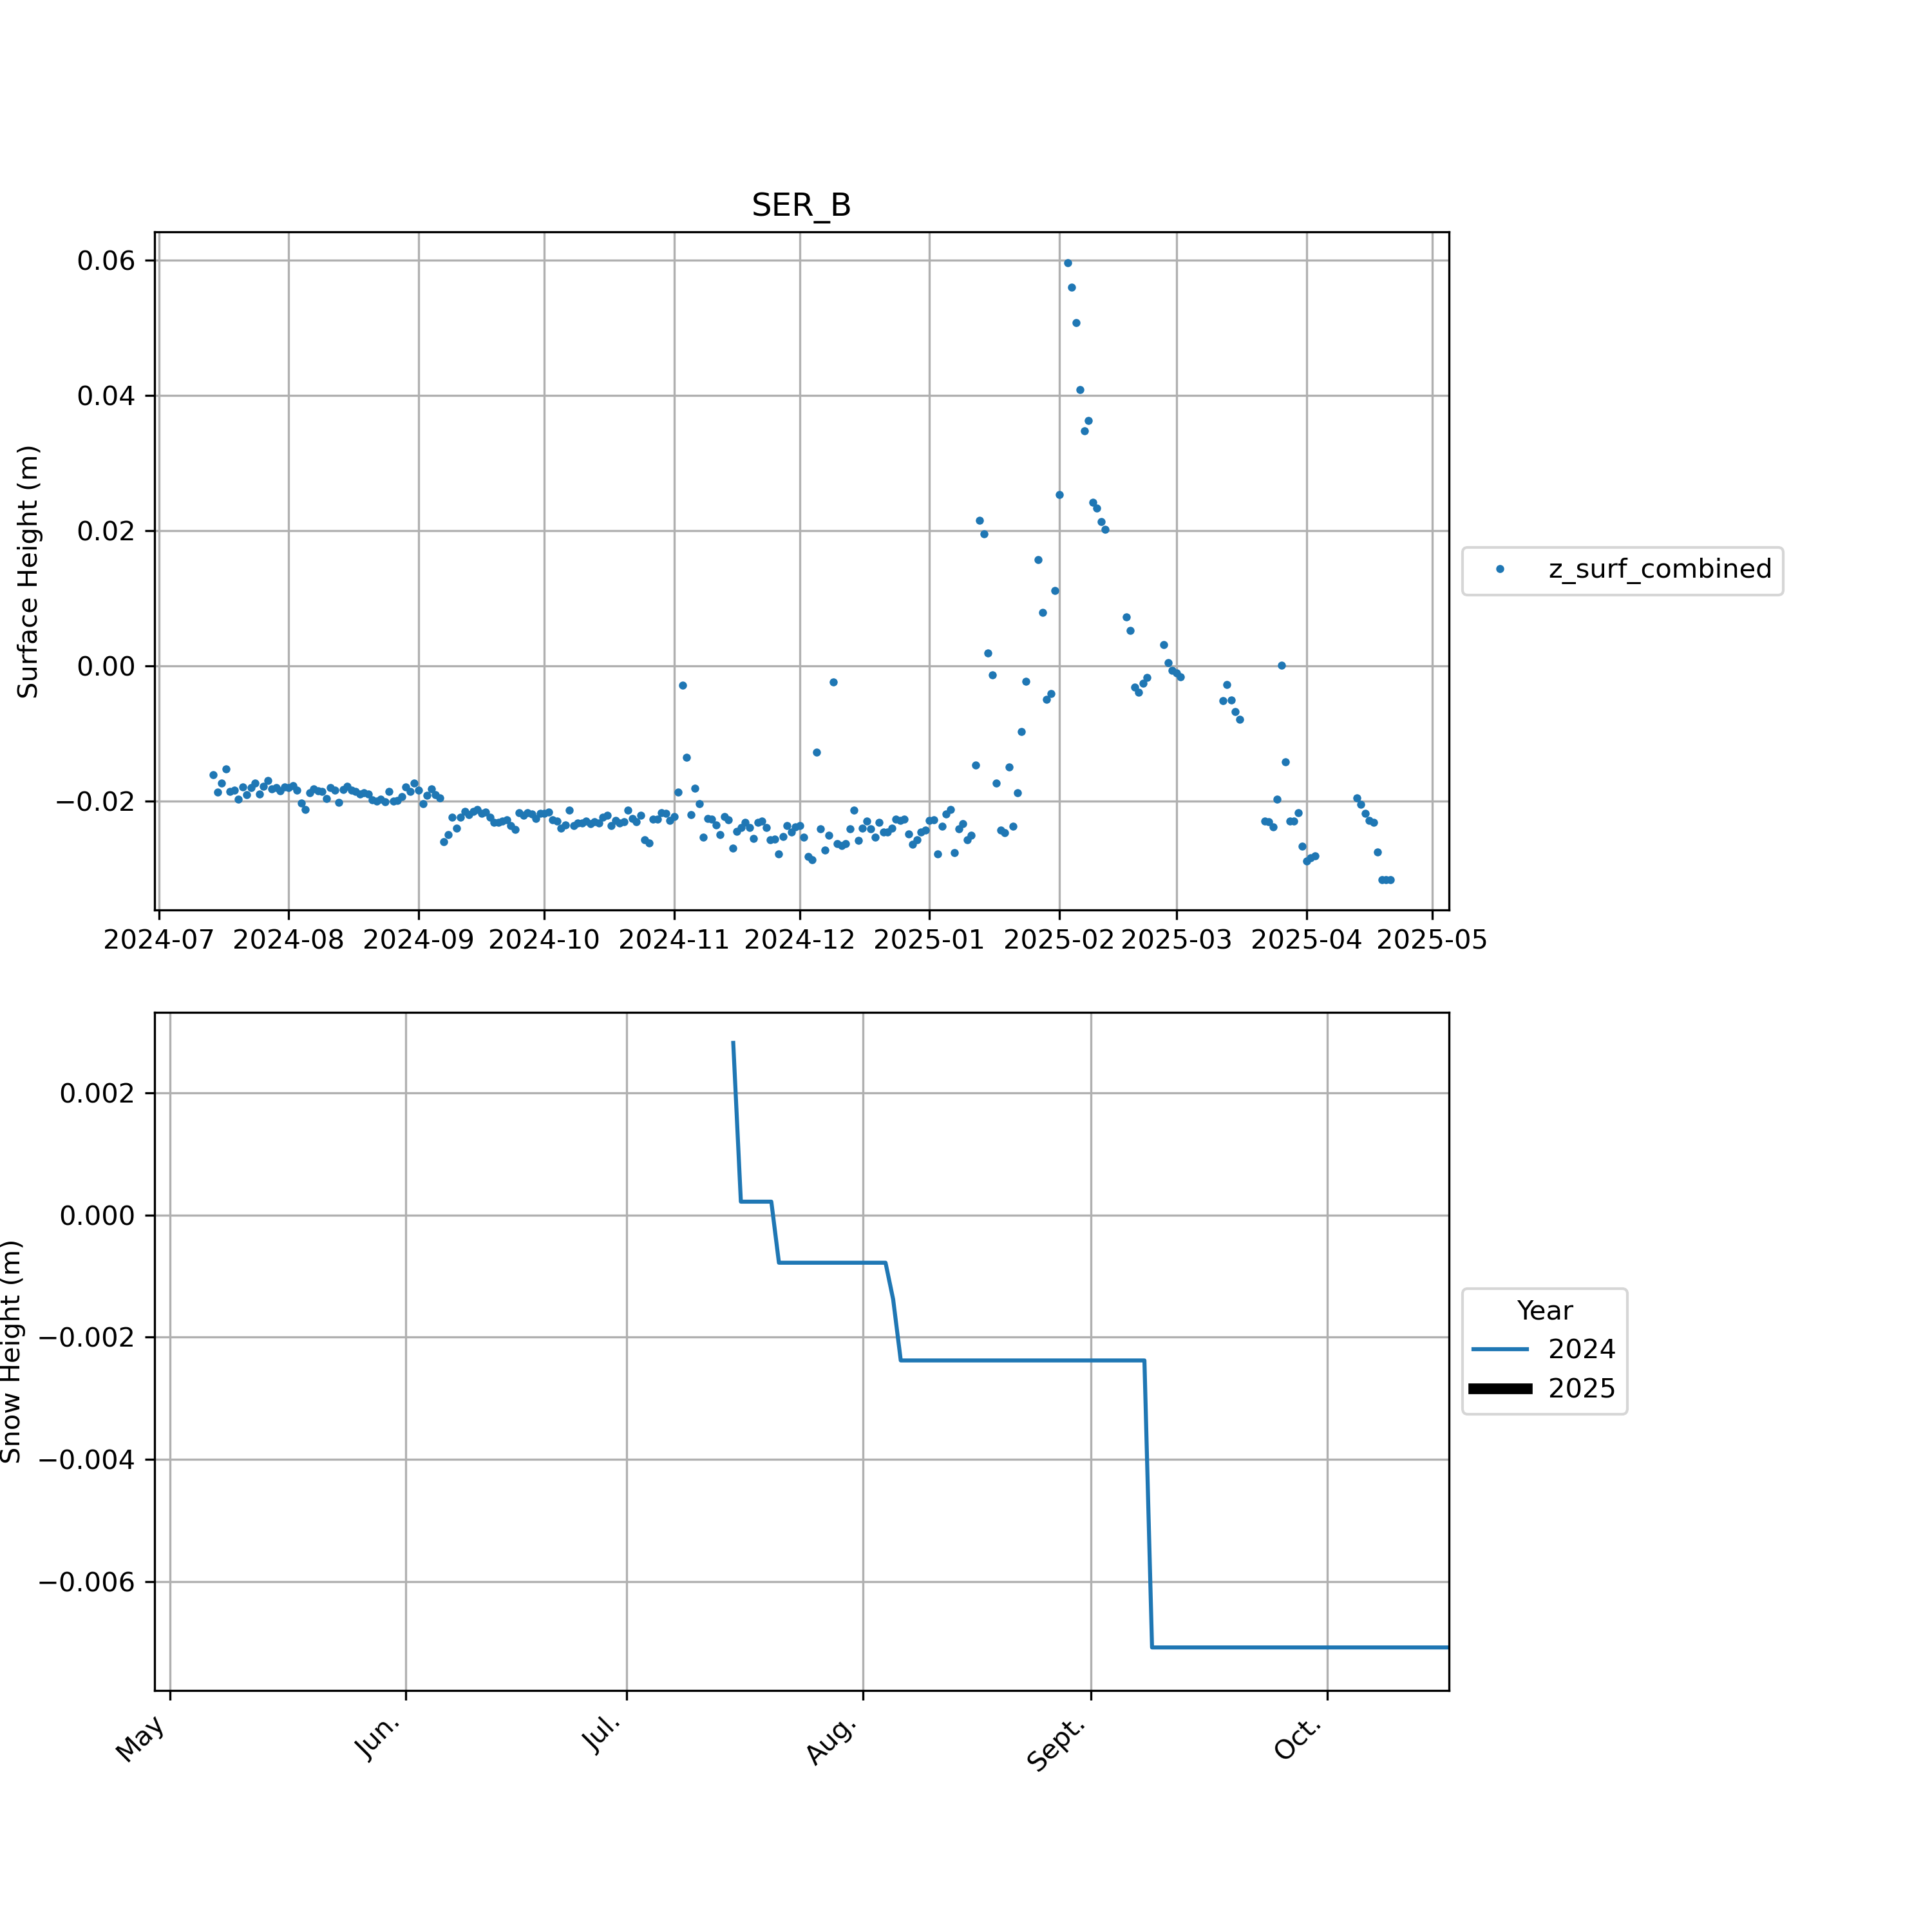 SER_B
0.06
0.04
0.02
0.00
−0.02
Surface Height (m)
z_surf_combined
2024-07 2024-08 2024-09 2024-10 2024-11 2024-12 2025-01 2025-02 2025-03 2025-04 2025-05
0.002
0.000
−0.002
−0.004
−0.006
Snow Height (m)
Year
2024
2025
May Jun. Jul. Aug. Sept. Oct.